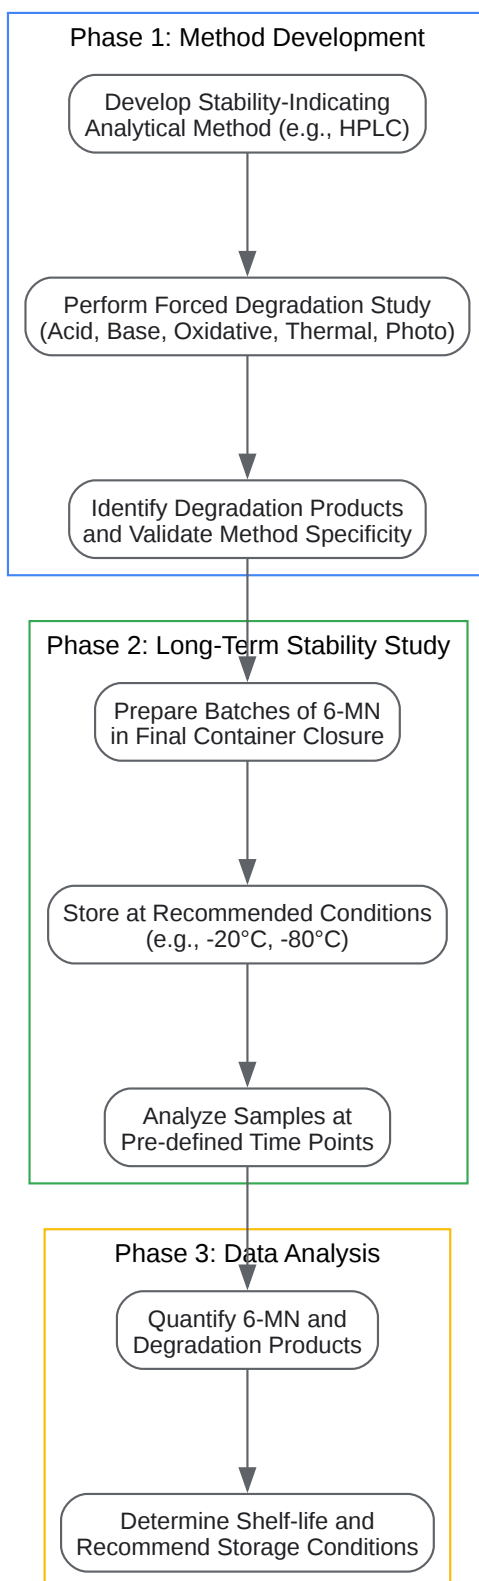 Phase 1: Method Development
Develop Stability-Indicating
Analytical Method (e.g., HPLC)
Perform Forced Degradation Study
(Acid, Base, Oxidative, Thermal, Photo)
Identify Degradation Products
and Validate Method Specificity
Phase 2: Long-Term Stability Study
Prepare Batches of 6-MN
in Final Container Closure
Store at Recommended Conditions
(e.g., -20°C, -80°C)
Analyze Samples at
Pre-defined Time Points
Phase 3: Data Analysis
Quantify 6-MN and
Degradation Products
Determine Shelf-life and
Recommend Storage Conditions